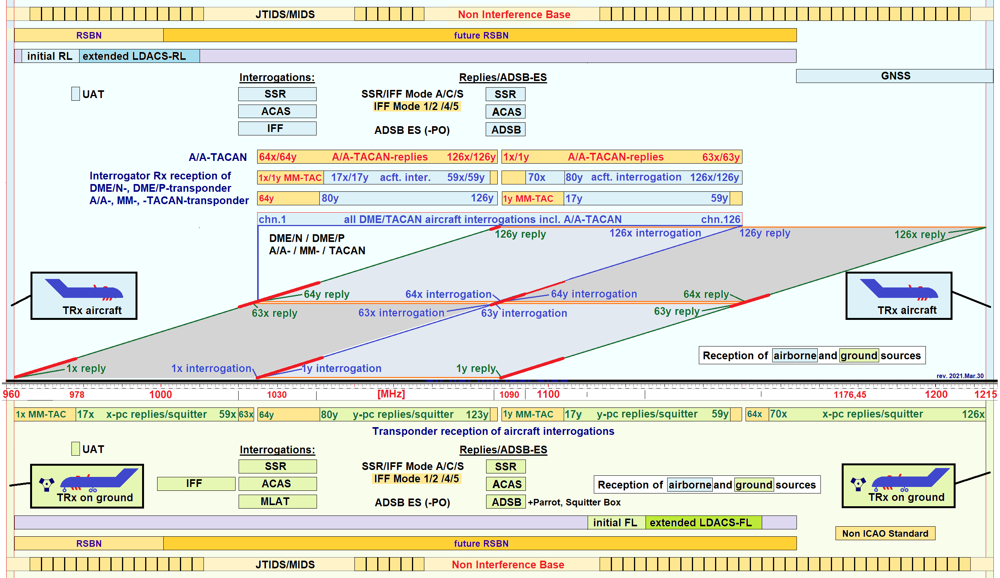 JTIDS/MIDS Non Interference Base
RSBN future RSBN
initial RL extended LDACS-RL
GNSS
Interrogations: Replies/ADSB-ES
UAT SSR SSR/IFF Mode A/C/S SSR
IFF Mode 1/2 /4/5
ACAS ACAS
IFF ADSB ES (-PO) ADSB
A/A-TACAN 64x/64y A/A-TACAN-replies 126x/126y 1x/1y A/A-TACAN-replies 63x/63y
Interrogator Rx reception of 1x/1y MM-TAC 17x/17y acft. inter. 59x/59y 70x 80y acft. interrogation 126x/126y
DME/N-, DME/P-transponder
A/A-, MM-, -TACAN-transponder 64y 80y 126y 1y MM-TAC 17y 59y
chn.1 all DME/TACAN aircraft interrogations incl. A/A-TACAN chn.126
126y reply 126x interrogation 126y reply 126x reply
DME/N / DME/P
A/A- / MM- / TACAN
64y reply 64x interrogation 64y interrogation 64x reply
TRx aircraft TRx aircraft
63x reply 63x interrogation 63y interrogation 63y reply
Reception of airborne and ground sources
1x reply 1x interrogation 1y interrogation 1y reply
rev. 2021.Mar.30
960 978 1000 1030 [MHz] 1090 1100 1176,45 1200 1215
1x MM-TAC 17x x-pc replies/squitter 59x 63x 64y 80y y-pc replies/squitter 123y 1y MM-TAC 17y y-pc replies/squitter 59y 64x 70x x-pc replies/squitter 126x
Transponder reception of aircraft interrogations
UAT Interrogations: Replies/ADSB-ES
SSR SSR/IFF Mode A/C/S SSR
IFF Mode 1/2 /4/5
IFF ACAS ACAS Reception of airborne and ground sources
TRx on ground TRx on ground
MLAT ADSB ES (-PO) ADSB +Parrot, Squitter Box
initial FL extended LDACS-FL
Non ICAO Standard
RSBN future RSBN
JTIDS/MIDS Non Interference Base